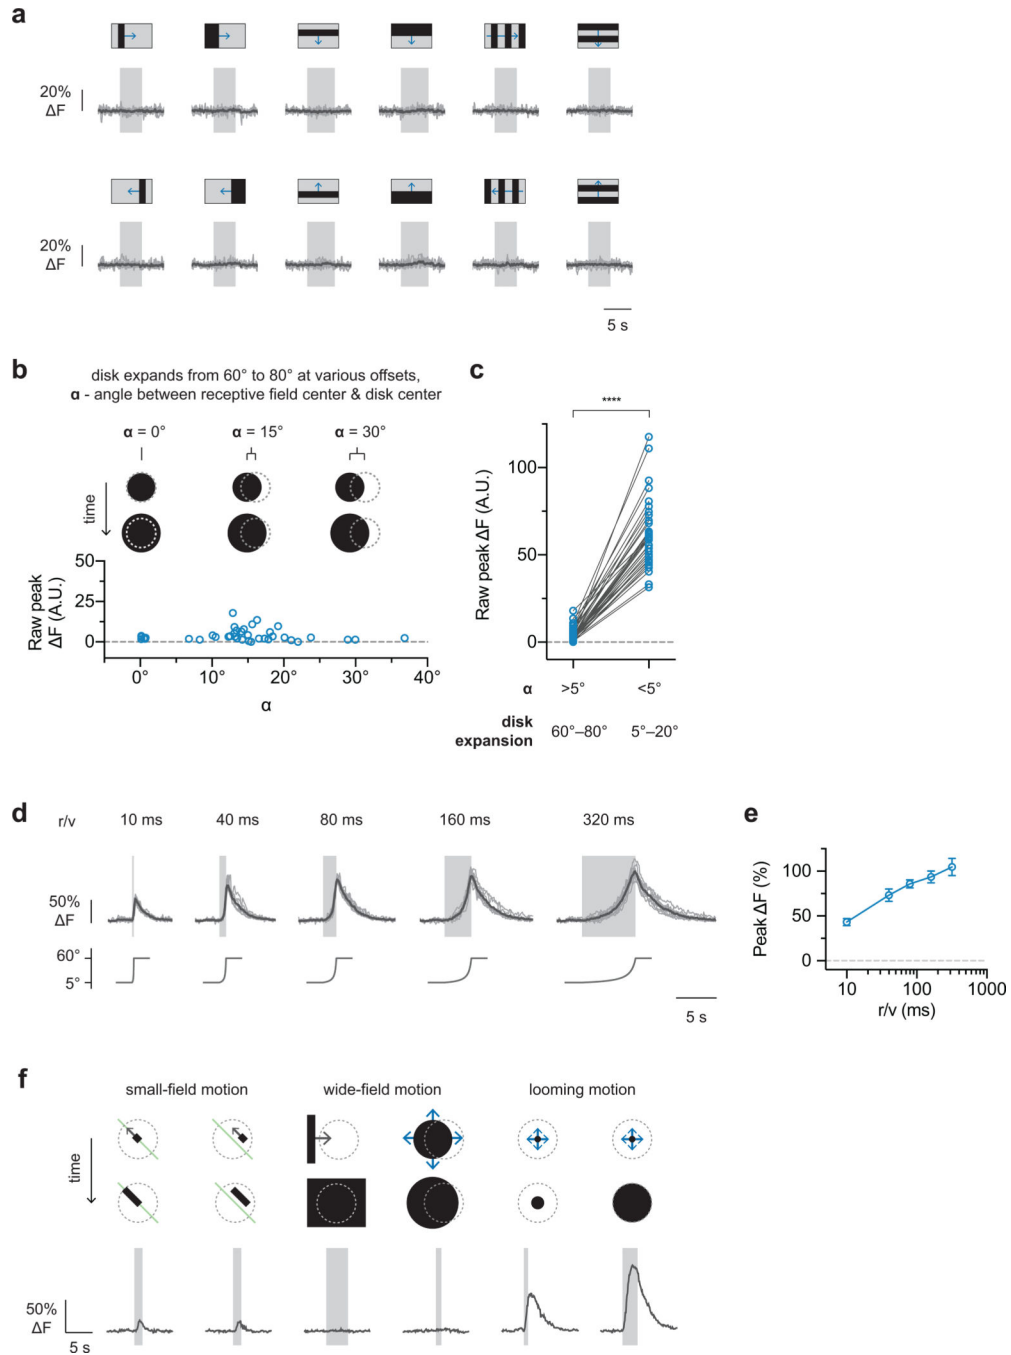 a
20%
ΔF
20%
ΔF
5 s
b
disk expands from 60° to 80° at various offsets,
α - angle between receptive field center & disk center
α = 0° α = 15° α = 30°
time
50
25
0
Raw peak
ΔF (A.U.)
0° 10° 20° 30° 40°
α
c
****
100
50
0
Raw peak ΔF (A.U.)
α >5° <5°
disk
expansion 60°–80° 5°–20°
d
r/v 10 ms 40 ms 80 ms 160 ms 320 ms
50%
ΔF
60°
5°
5 s
e
100
50
0
Peak ΔF (%)
10 100 1000
r/v (ms)
f
small-field motion wide-field motion looming motion
time
50%
ΔF
5 s